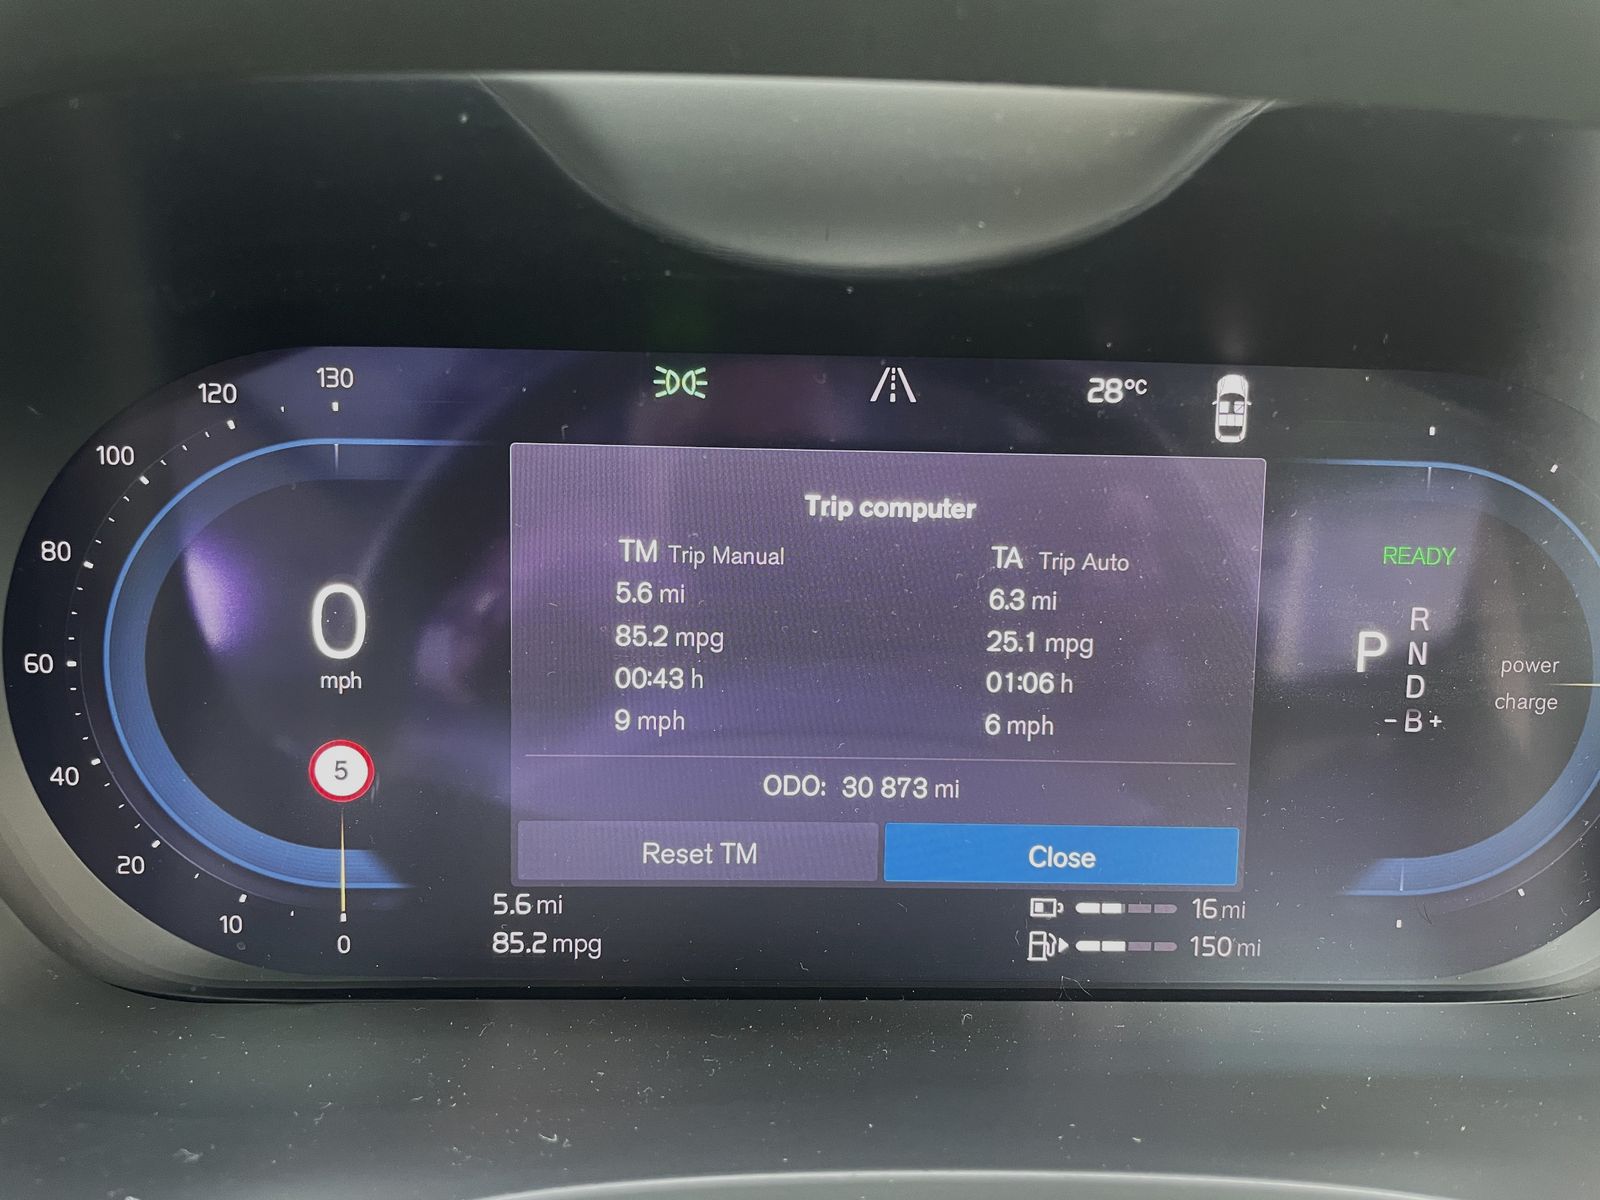 120
130
28°C
100
80
60
40
20
10
0
0
mph
5
Trip computer
TM Trip Manual
5.6 mi
85.2 mpg
00:43 h
9 mph
TA Trip Auto
6.3 mi
25.1 mpg
01:06 h
6 mph
ODO: 30 873 mi
Reset TM
Close
5.6 mi
85.2 mpg
16 mi
150 mi
READY
P
R
N
D
- B +
power
charge